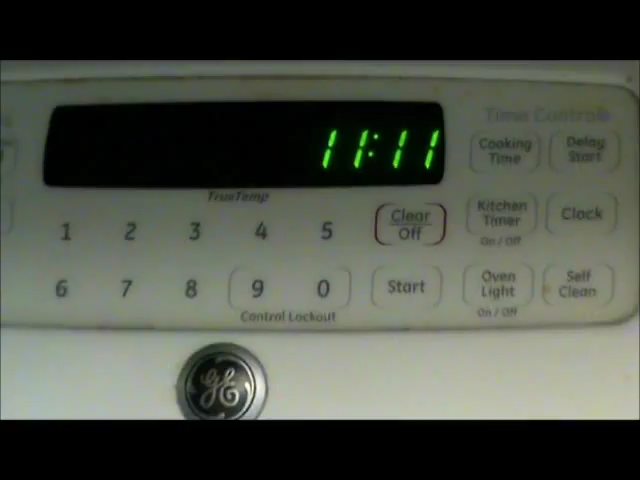 Time Controls
11:11
Cooking Time
Delay Start
TrueTemp
1 2 3 4 5
Clear
Off
Kitchen Timer
On / Off
Clock
6 7 8 9 0
Control Lockout
Start
Oven Light
On / Off
Self Clean
GE